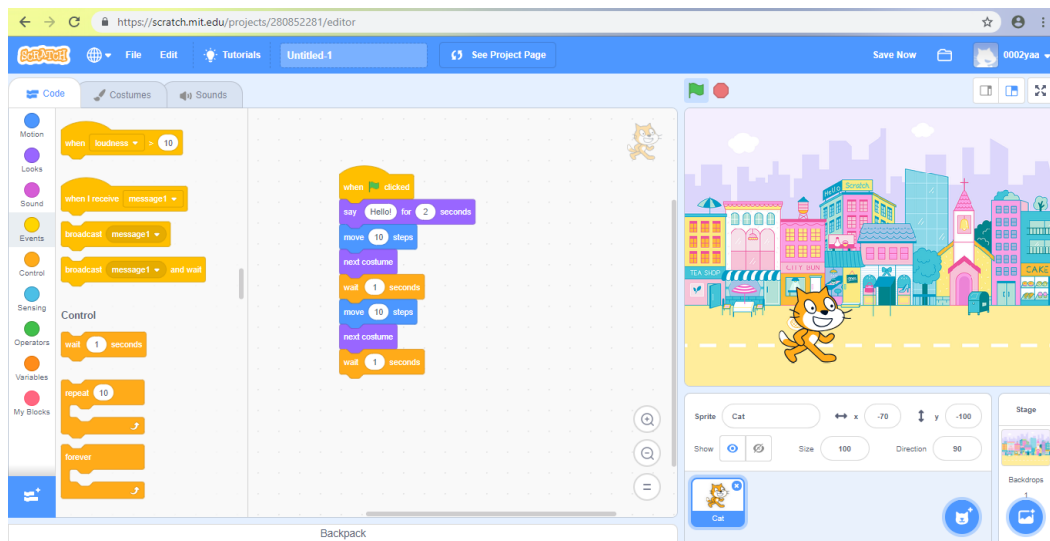 https://scratch.mit.edu/projects/280852281/editor
SCRATCH File Edit Tutorials Untitled-1 See Project Page Save Now 0002yaa
Code Costumes Sounds
Motion
Looks
Sound
Events
Control
Sensing
Operators
Variables
My Blocks
when loudness > 10
when I receive message1
broadcast message1
broadcast message1 and wait
Control
wait 1 seconds
repeat 10
forever
when clicked
say Hello! for 2 seconds
move 10 steps
next costume
wait 1 seconds
move 10 steps
next costume
wait 1 seconds
Backpack
Hello Scratch
TEA SHOP
CAKE
Sprite Cat x -70 y -100
Show Size 100 Direction 90
Cat
Stage
Backdrops
1